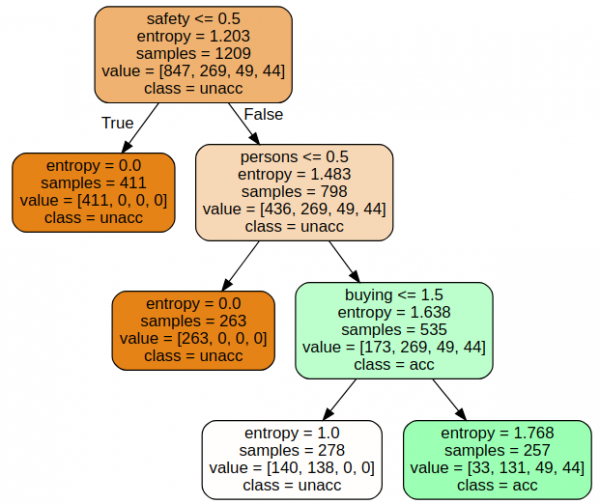 safety <= 0.5
entropy = 1.203
samples = 1209
value = [847, 269, 49, 44]
class = unacc
True
False
entropy = 0.0
samples = 411
value = [411, 0, 0, 0]
class = unacc
persons <= 0.5
entropy = 1.483
samples = 798
value = [436, 269, 49, 44]
class = unacc
entropy = 0.0
samples = 263
value = [263, 0, 0, 0]
class = unacc
buying <= 1.5
entropy = 1.638
samples = 535
value = [173, 269, 49, 44]
class = acc
entropy = 1.0
samples = 278
value = [140, 138, 0, 0]
class = unacc
entropy = 1.768
samples = 257
value = [33, 131, 49, 44]
class = acc